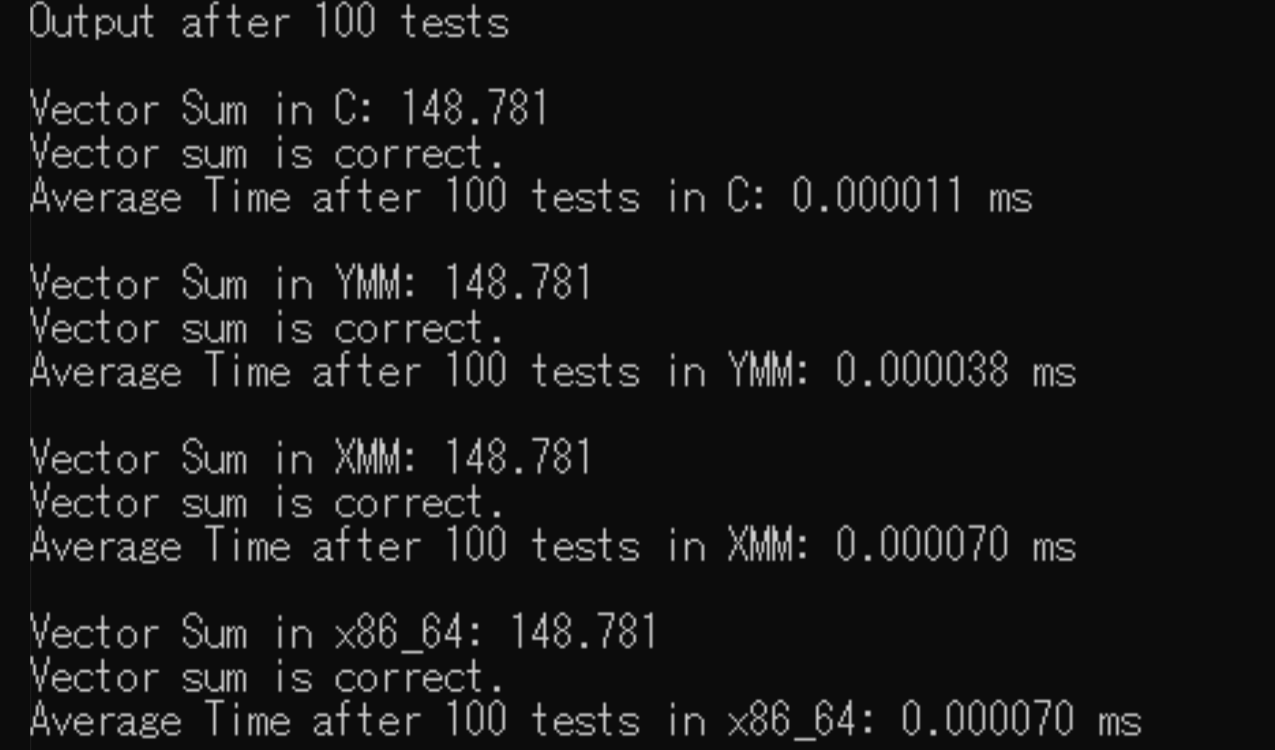 Output after 100 tests
Vector Sum in C: 148.781
Vector sum is correct.
Average Time after 100 tests in C: 0.000011 ms
Vector Sum in YMM: 148.781
Vector sum is correct.
Average Time after 100 tests in YMM: 0.000038 ms
Vector Sum in XMM: 148.781
Vector sum is correct.
Average Time after 100 tests in XMM: 0.000070 ms
Vector Sum in x86_64: 148.781
Vector sum is correct.
Average Time after 100 tests in x86_64: 0.000070 ms